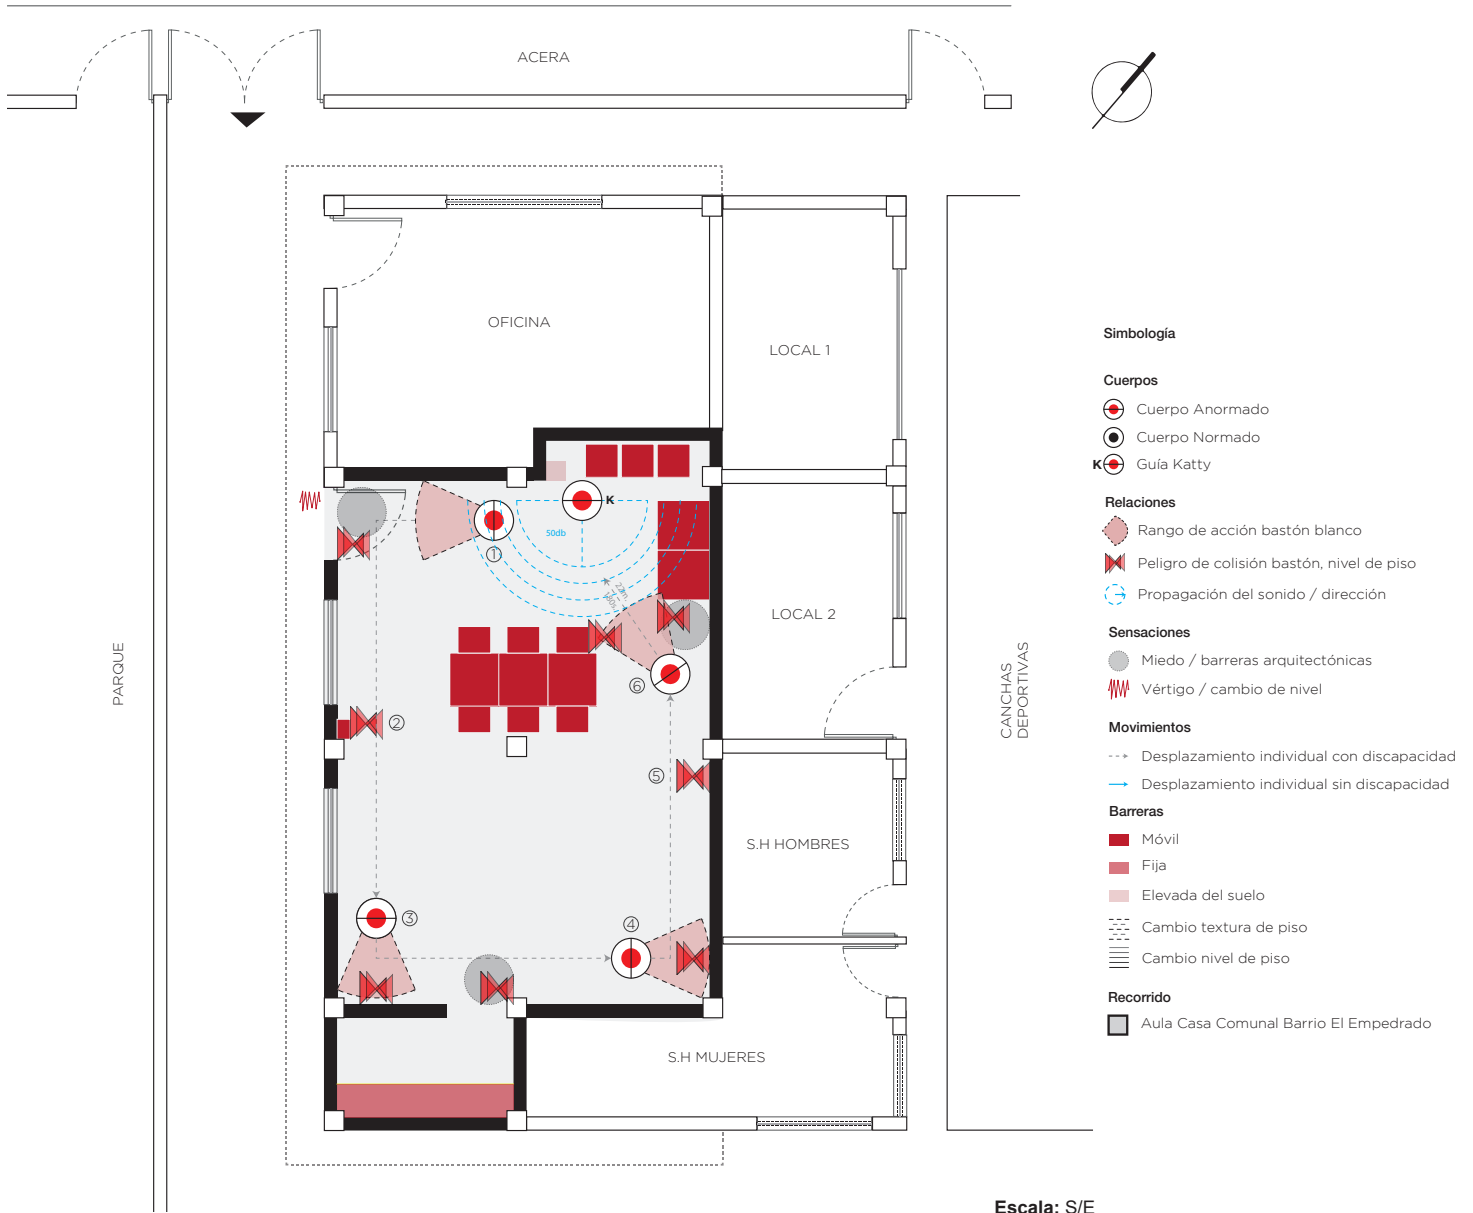 ACERA
OFICINA
LOCAL 1
K
50db
22m.
①
LOCAL 2
⑥
②
PARQUE
CANCHAS
DEPORTIVAS
⑤
S.H HOMBRES
③
④
S.H MUJERES
Simbología
Cuerpos
Cuerpo Anormado
Cuerpo Normado
K Guía Katty
Relaciones
Rango de acción bastón blanco
Peligro de colisión bastón, nivel de piso
Propagación del sonido / dirección
Sensaciones
Miedo / barreras arquitectónicas
Vértigo / cambio de nivel
Movimientos
Desplazamiento individual con discapacidad
Desplazamiento individual sin discapacidad
Barreras
Móvil
Fija
Elevada del suelo
Cambio textura de piso
Cambio nivel de piso
Recorrido
Aula Casa Comunal Barrio El Empedrado
Escala: S/E